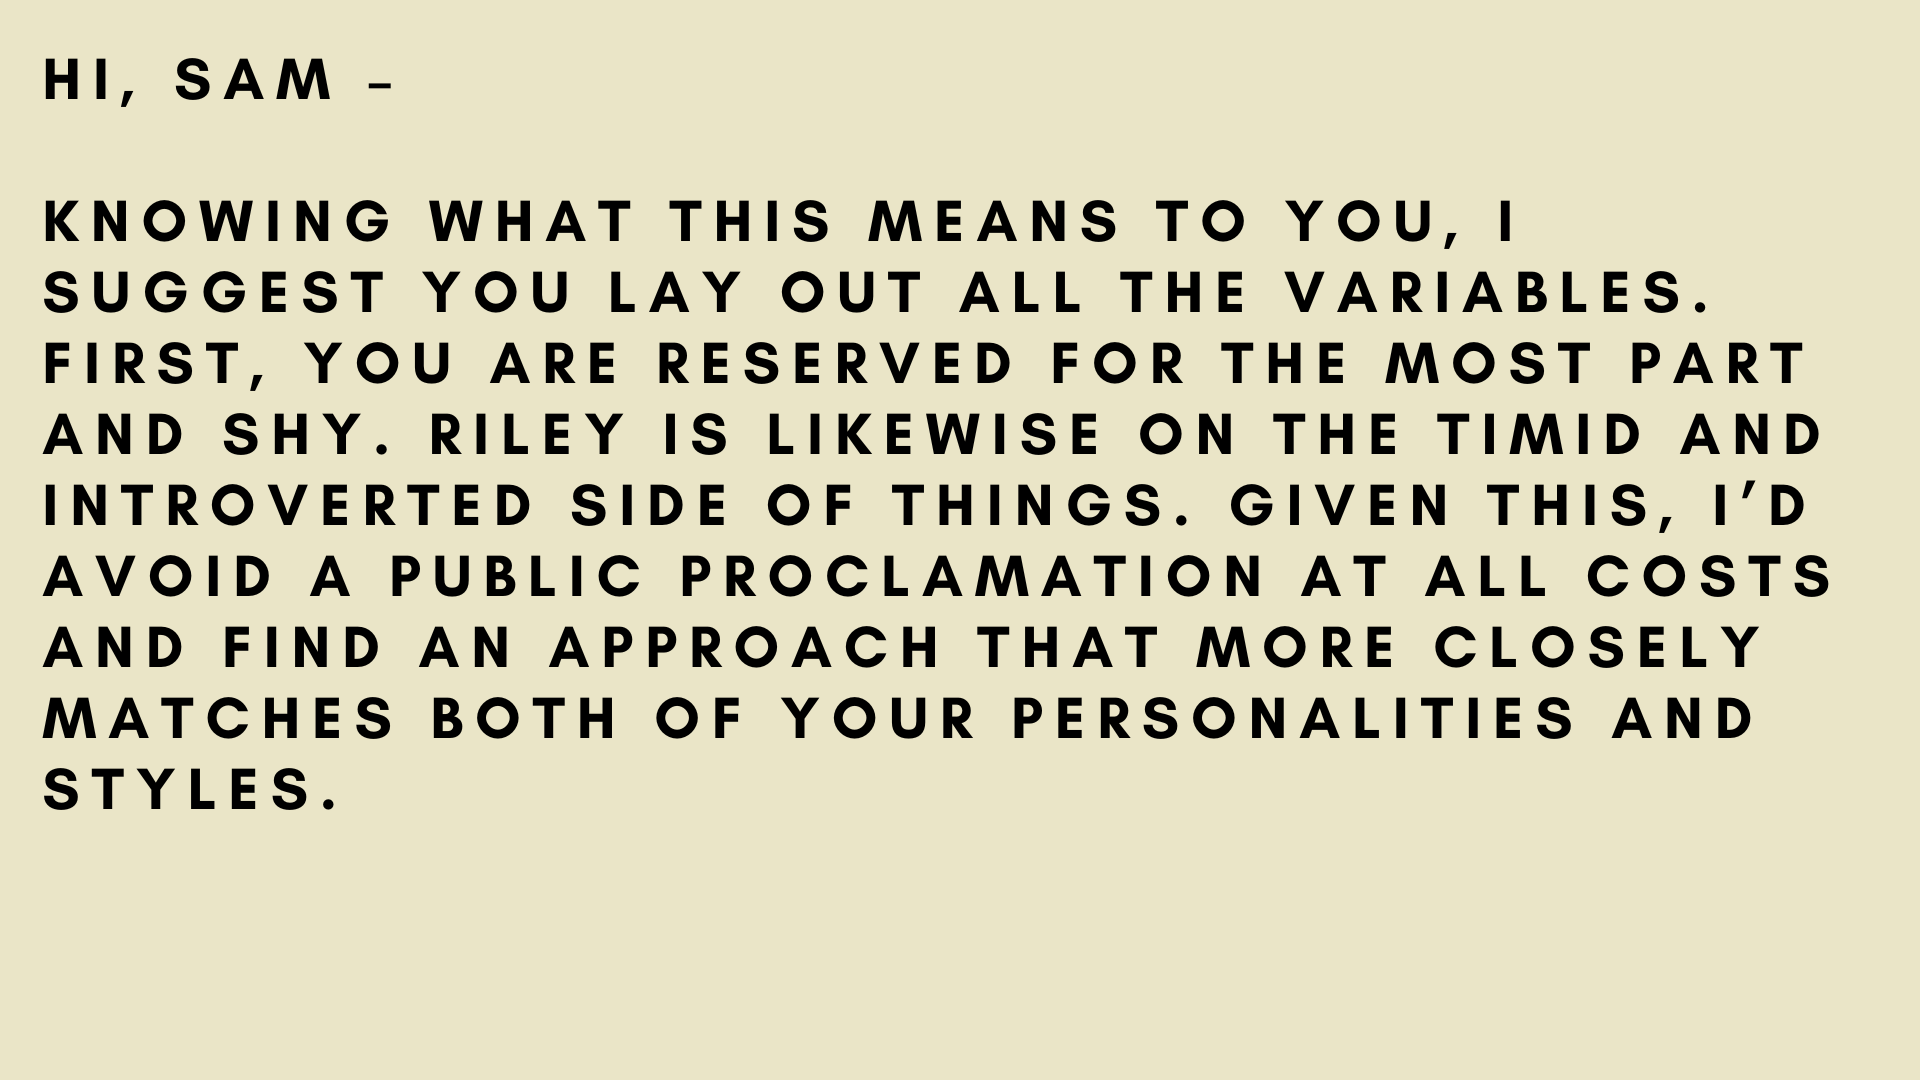 HI, SAM –
KNOWING WHAT THIS MEANS TO YOU, I
SUGGEST YOU LAY OUT ALL THE VARIABLES.
FIRST, YOU ARE RESERVED FOR THE MOST PART
AND SHY. RILEY IS LIKEWISE ON THE TIMID AND
INTROVERTED SIDE OF THINGS. GIVEN THIS, I’D
AVOID A PUBLIC PROCLAMATION AT ALL COSTS
AND FIND AN APPROACH THAT MORE CLOSELY
MATCHES BOTH OF YOUR PERSONALITIES AND
STYLES.